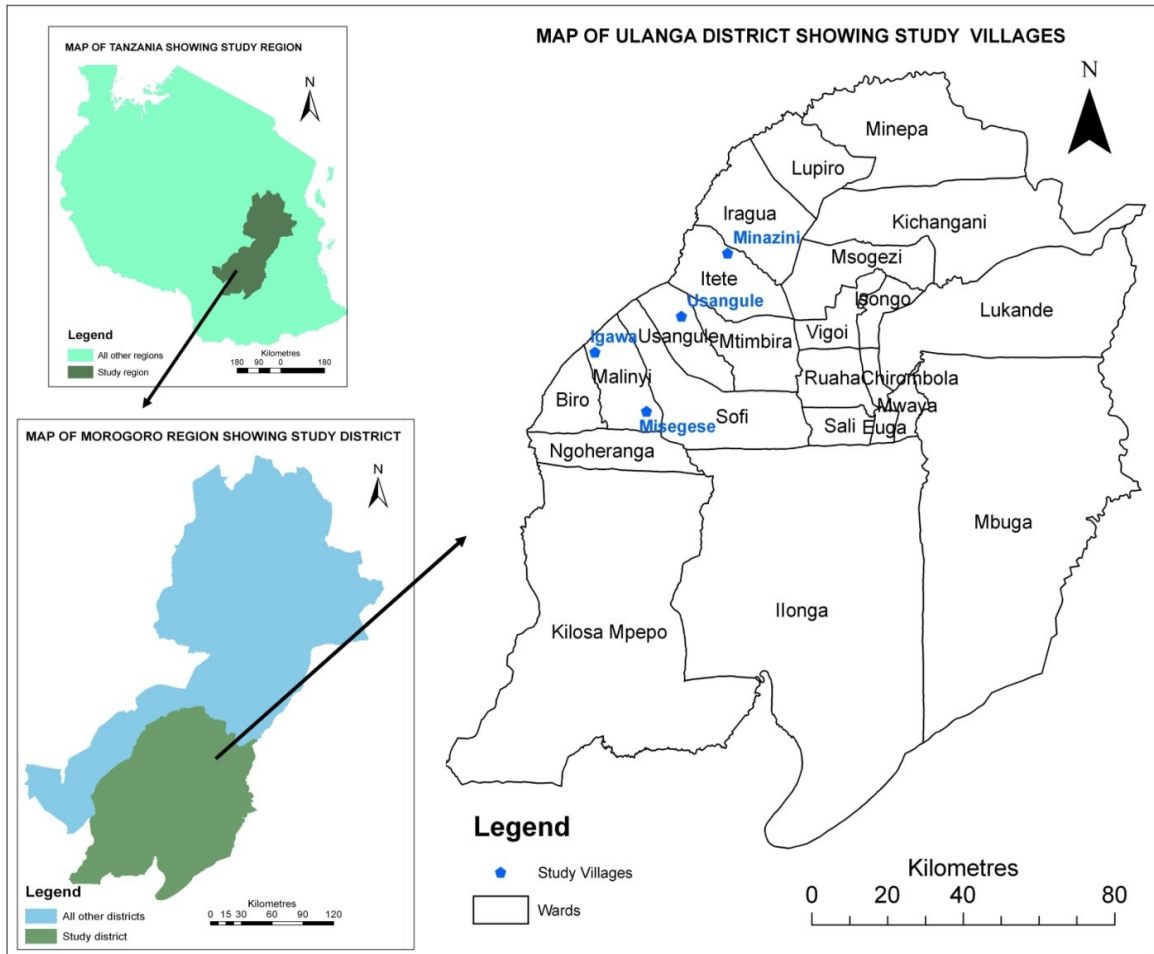 MAP OF TANZANIA SHOWING STUDY REGION
N
Legend
All other regions
Study region
Kilometres
180 90 0 180
MAP OF MOROGORO REGION SHOWING STUDY DISTRICT
N
Legend
All other districts
Study district
Kilometres
0 15 30 60 90 120
MAP OF ULANGA DISTRICT SHOWING STUDY VILLAGES
N
Minepa
Lupiro
Iragua
Kichangani
Minazini
Msogezi
Itete
Isongo
Usangule
Lukande
Usangule
Mtimbira
Vigoi
Igawa
Malinyi
Ruaha
Chirombola
Biro
Mwaya
Misegese
Sofi
Sali
Euga
Ngoheranga
Mbuga
Ilonga
Kilosa Mpepo
Legend
Study Villages
Wards
Kilometres
0 20 40 80